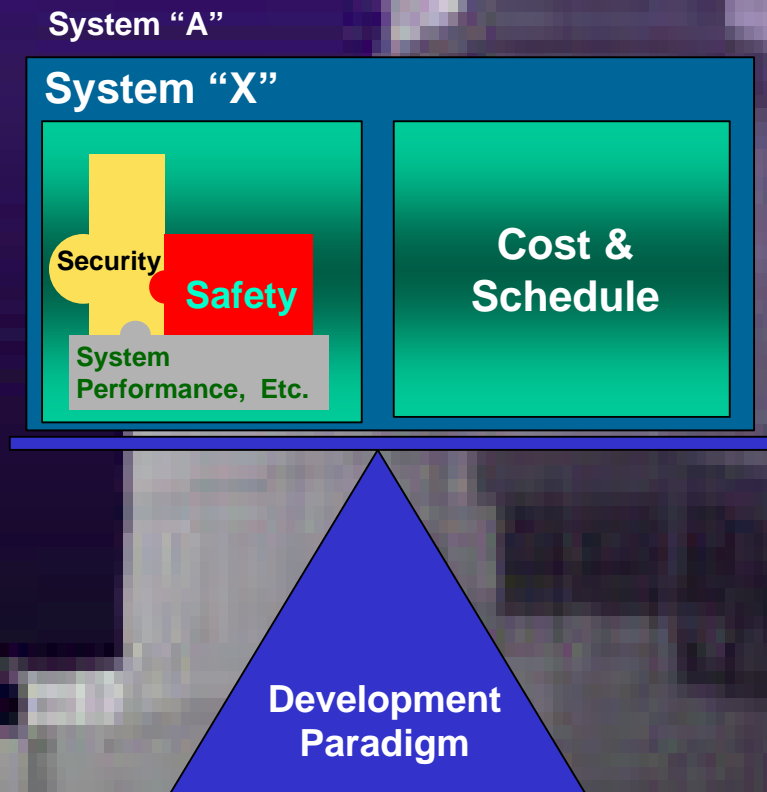 System “A”
System “X”
Security
Safety
System
Performance, Etc.
Cost &
Schedule
Development
Paradigm